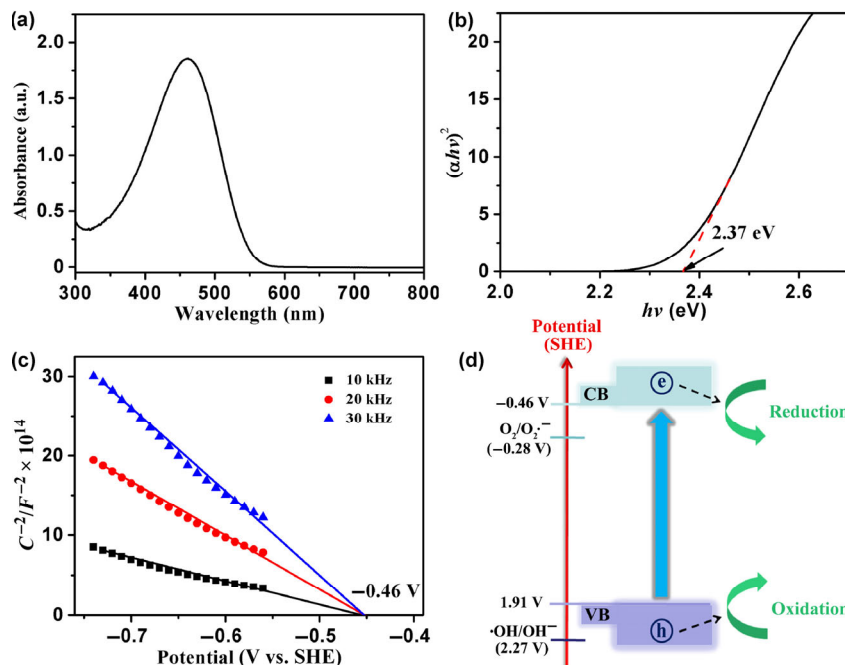 (a)
2.0
1.5
1.0
0.5
0
Absorbance (a.u.)
300 400 500 600 700 800
Wavelength (nm)
(b)
20
15
10
5
0
(αhν)²
2.37 eV
2.0 2.2 2.4 2.6
hν (eV)
(c)
30
20
10
0
C⁻²/F⁻² × 10¹⁴
10 kHz
20 kHz
30 kHz
−0.46 V
−0.7 −0.6 −0.5 −0.4
Potential (V vs. SHE)
(d)
Potential
(SHE)
CB
e
−0.46 V
Reduction
O₂/O₂·⁻
(−0.28 V)
1.91 V
VB
h
Oxidation
·OH/OH⁻
(2.27 V)